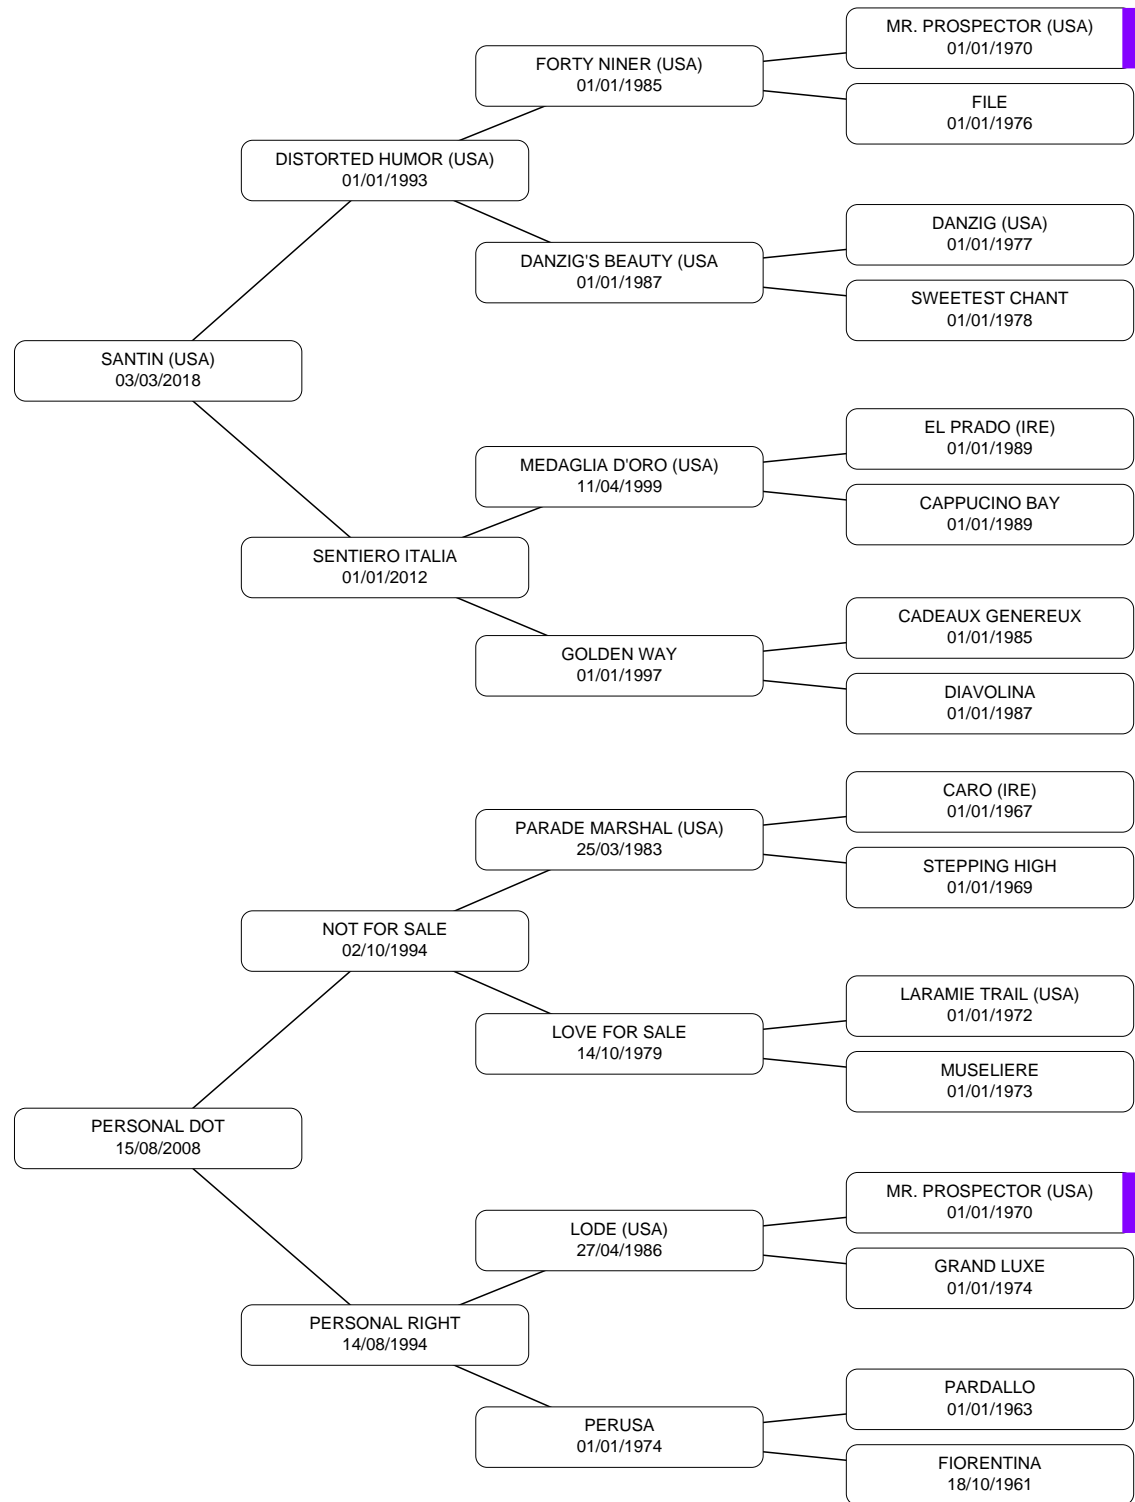 MR. PROSPECTOR (USA)
01/01/1970
FORTY NINER (USA)
01/01/1985
FILE
01/01/1976
DISTORTED HUMOR (USA)
01/01/1993
DANZIG (USA)
01/01/1977
DANZIG'S BEAUTY (USA
01/01/1987
SWEETEST CHANT
01/01/1978
SANTIN (USA)
03/03/2018
EL PRADO (IRE)
01/01/1989
MEDAGLIA D'ORO (USA)
11/04/1999
CAPPUCINO BAY
01/01/1989
SENTIERO ITALIA
01/01/2012
CADEAUX GENEREUX
01/01/1985
GOLDEN WAY
01/01/1997
DIAVOLINA
01/01/1987
CARO (IRE)
01/01/1967
PARADE MARSHAL (USA)
25/03/1983
STEPPING HIGH
01/01/1969
NOT FOR SALE
02/10/1994
LARAMIE TRAIL (USA)
01/01/1972
LOVE FOR SALE
14/10/1979
MUSELIERE
01/01/1973
PERSONAL DOT
15/08/2008
MR. PROSPECTOR (USA)
01/01/1970
LODE (USA)
27/04/1986
GRAND LUXE
01/01/1974
PERSONAL RIGHT
14/08/1994
PARDALLO
01/01/1963
PERUSA
01/01/1974
FIORENTINA
18/10/1961